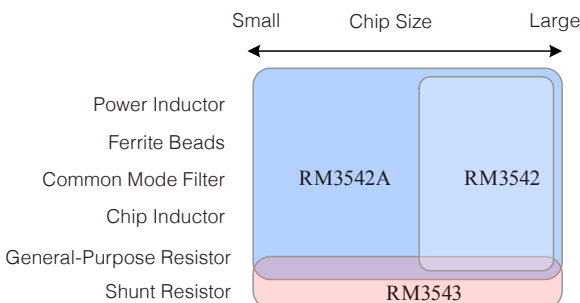 Small Chip Size Large
Power Inductor
Ferrite Beads
Common Mode Filter RM3542A RM3542
Chip Inductor
General-Purpose Resistor
Shunt Resistor RM3543